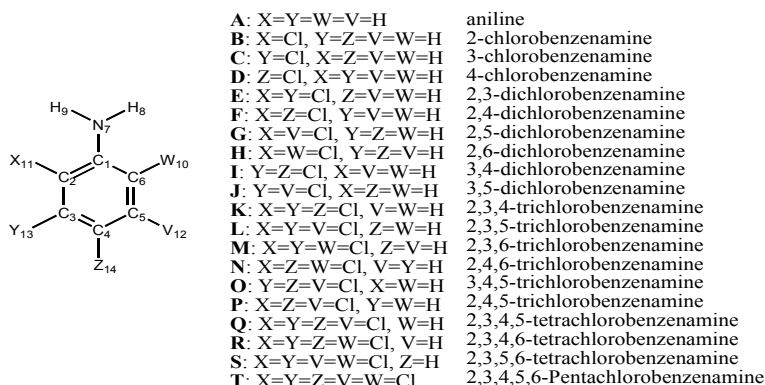 H9 H8
N7
X11 C1 W10
C2 C6
C3 C5
Y13 C4 V12
Z14
A: X=Y=W=V=H aniline
B: X=Cl, Y=Z=V=W=H 2-chlorobenzenamine
C: Y=Cl, X=Z=V=W=H 3-chlorobenzenamine
D: Z=Cl, X=Y=V=W=H 4-chlorobenzenamine
E: X=Y=Cl, Z=V=W=H 2,3-dichlorobenzenamine
F: X=Z=Cl, Y=V=W=H 2,4-dichlorobenzenamine
G: X=V=Cl, Y=Z=W=H 2,5-dichlorobenzenamine
H: X=W=Cl, Y=Z=V=H 2,6-dichlorobenzenamine
I: Y=Z=Cl, X=V=W=H 3,4-dichlorobenzenamine
J: Y=V=Cl, X=Z=W=H 3,5-dichlorobenzenamine
K: X=Y=Z=Cl, V=W=H 2,3,4-trichlorobenzenamine
L: X=Y=V=Cl, Z=W=H 2,3,5-trichlorobenzenamine
M: X=Y=W=Cl, Z=V=H 2,3,6-trichlorobenzenamine
N: X=Z=W=Cl, V=Y=H 2,4,6-trichlorobenzenamine
O: Y=Z=V=Cl, X=W=H 3,4,5-trichlorobenzenamine
P: X=Z=V=Cl, Y=W=H 2,4,5-trichlorobenzenamine
Q: X=Y=Z=V=Cl, W=H 2,3,4,5-tetrachlorobenzenamine
R: X=Y=Z=W=Cl, V=H 2,3,4,6-tetrachlorobenzenamine
S: X=Y=V=W=Cl, Z=H 2,3,5,6-tetrachlorobenzenamine
T: X=Y=Z=V=W=Cl 2,3,4,5,6-Pentachlorobenzenamine